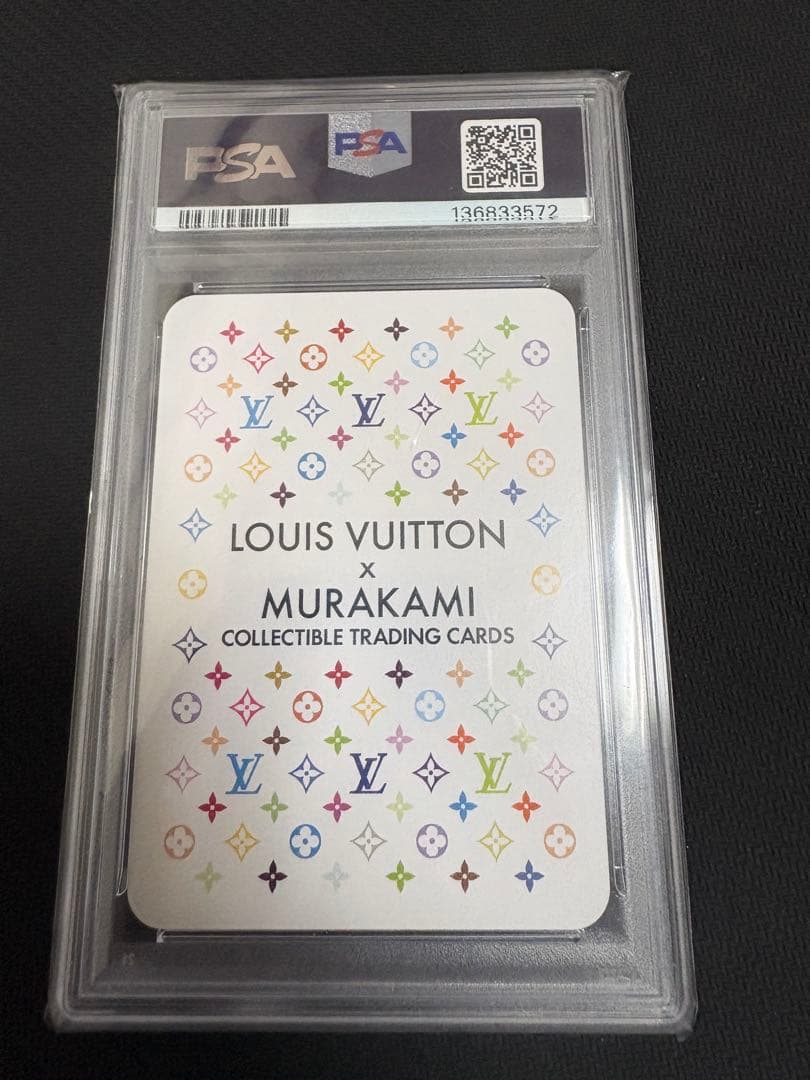 PSA
PSA
136833572
LOUIS VUITTON
x
MURAKAMI
COLLECTIBLE TRADING CARDS